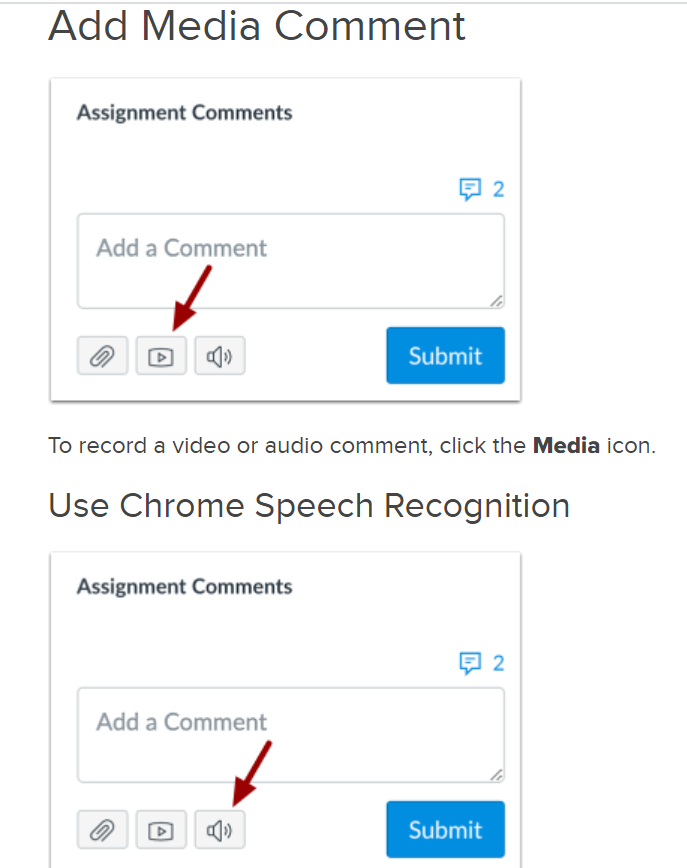 Add Media Comment
Assignment Comments
2
Add a Comment
Submit
To record a video or audio comment, click the Media icon.
Use Chrome Speech Recognition
Assignment Comments
2
Add a Comment
Submit